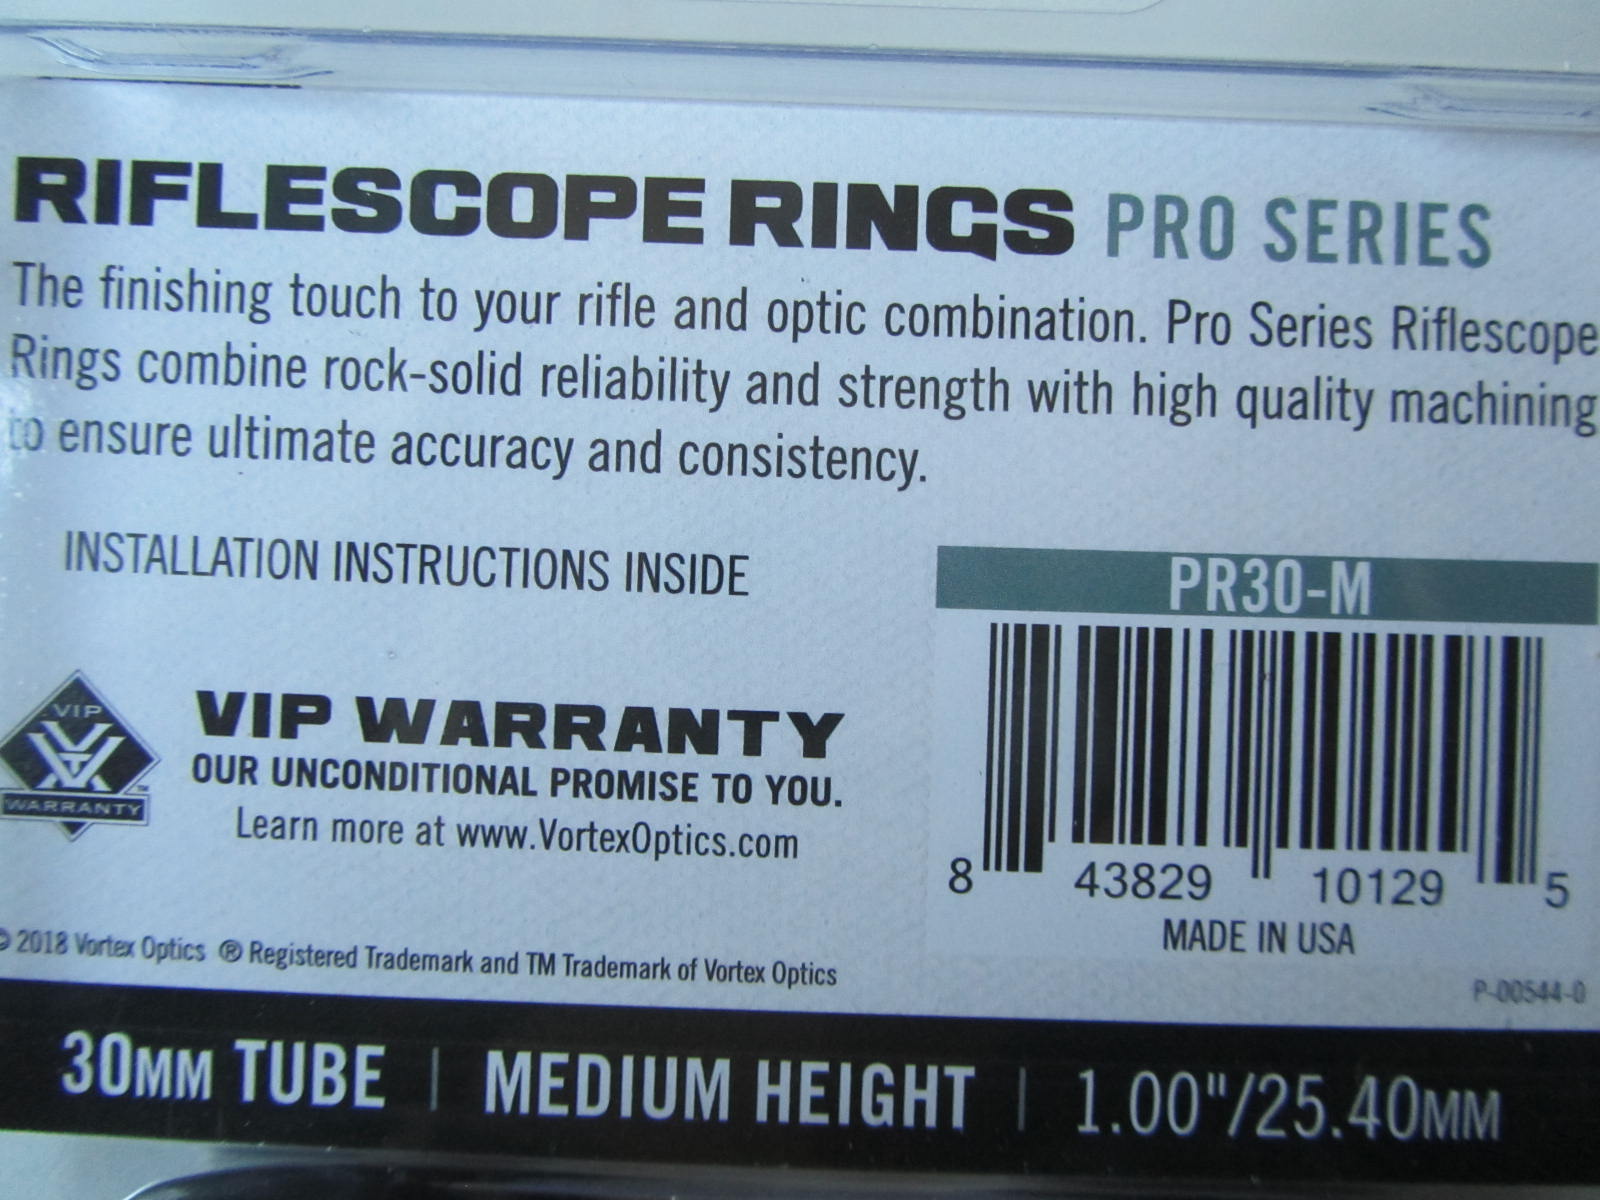 RIFLESCOPE RINGS PRO SERIES
The finishing touch to your rifle and optic combination. Pro Series Riflescope
Rings combine rock-solid reliability and strength with high quality machining
to ensure ultimate accuracy and consistency.
INSTALLATION INSTRUCTIONS INSIDE
PR30-M
VIP
WARRANTY
VIP WARRANTY
OUR UNCONDITIONAL PROMISE TO YOU.
Learn more at www.VortexOptics.com
8 43829 10129 5
MADE IN USA
© 2018 Vortex Optics ® Registered Trademark and TM Trademark of Vortex Optics
P-00544-0
30MM TUBE | MEDIUM HEIGHT | 1.00"/25.40MM